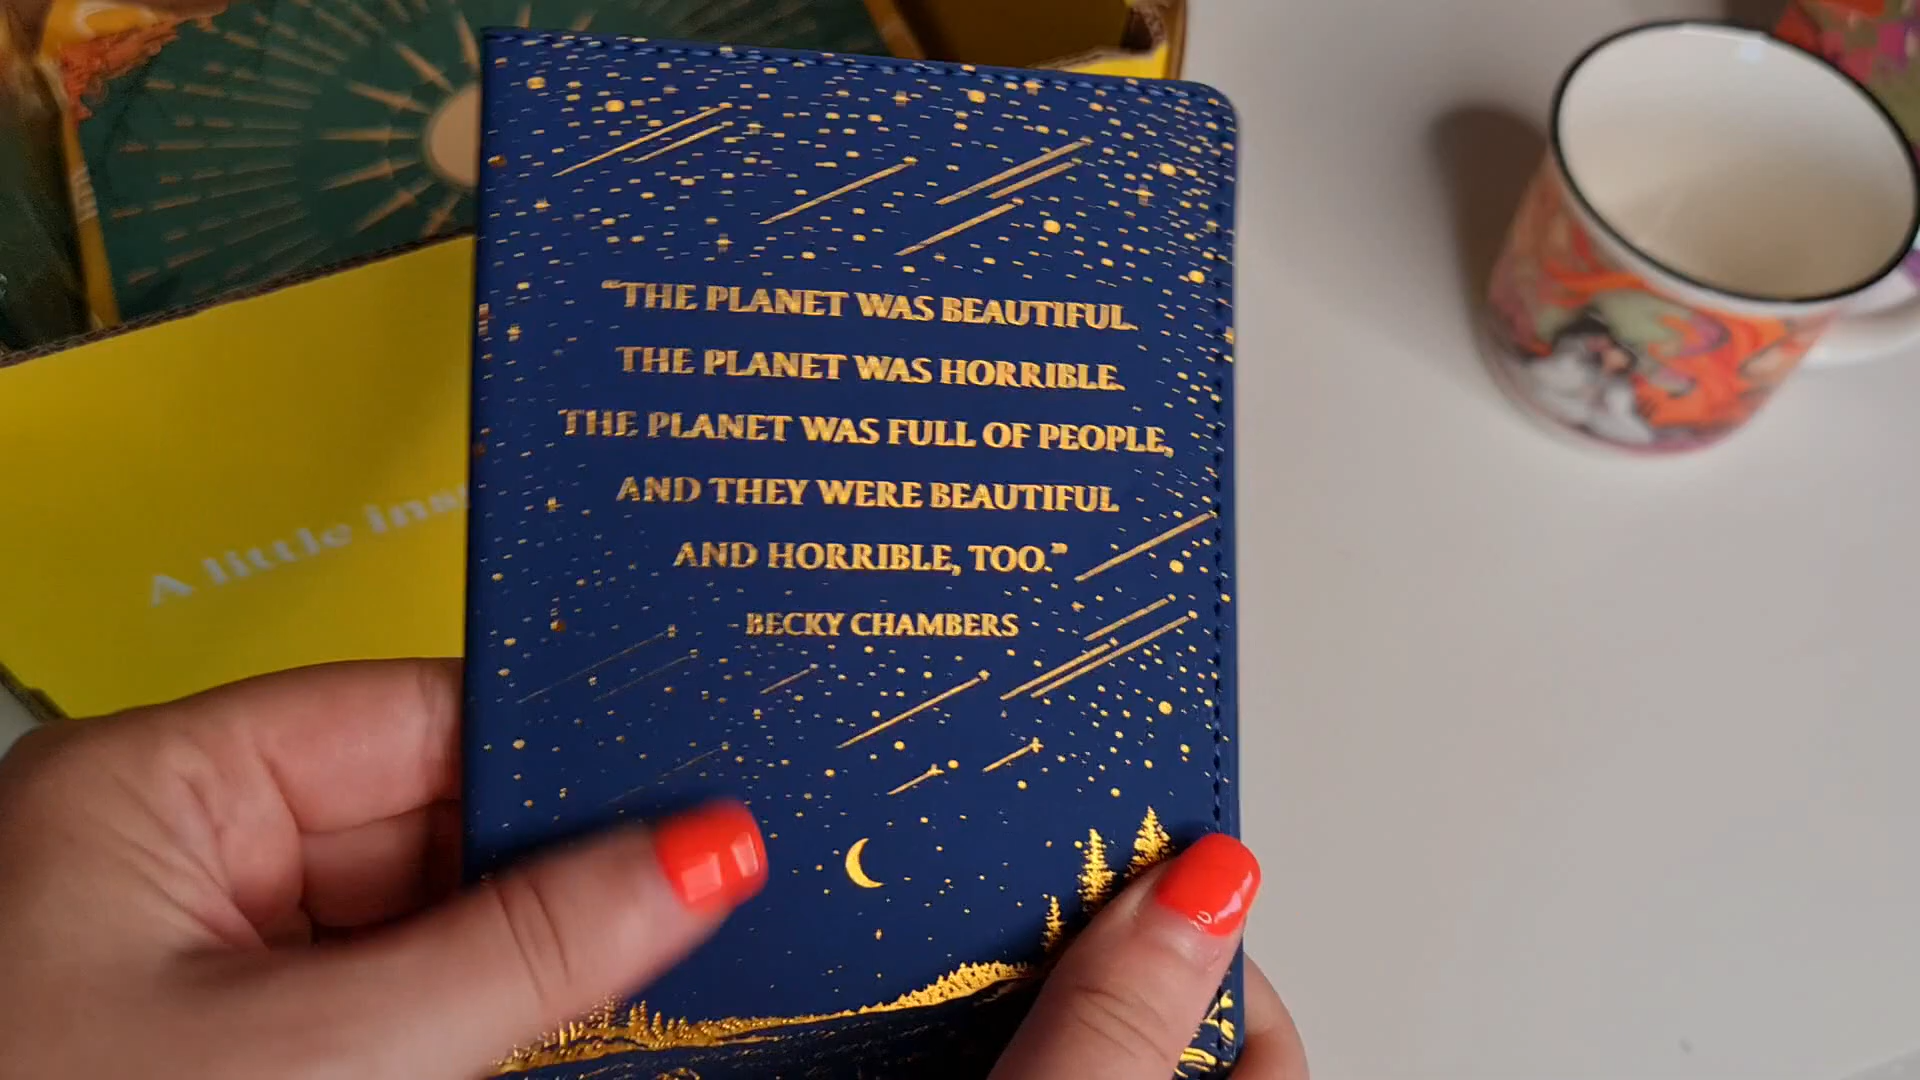 “THE PLANET WAS BEAUTIFUL.
THE PLANET WAS HORRIBLE.
THE PLANET WAS FULL OF PEOPLE,
AND THEY WERE BEAUTIFUL
AND HORRIBLE, TOO.”
- BECKY CHAMBERS
A little